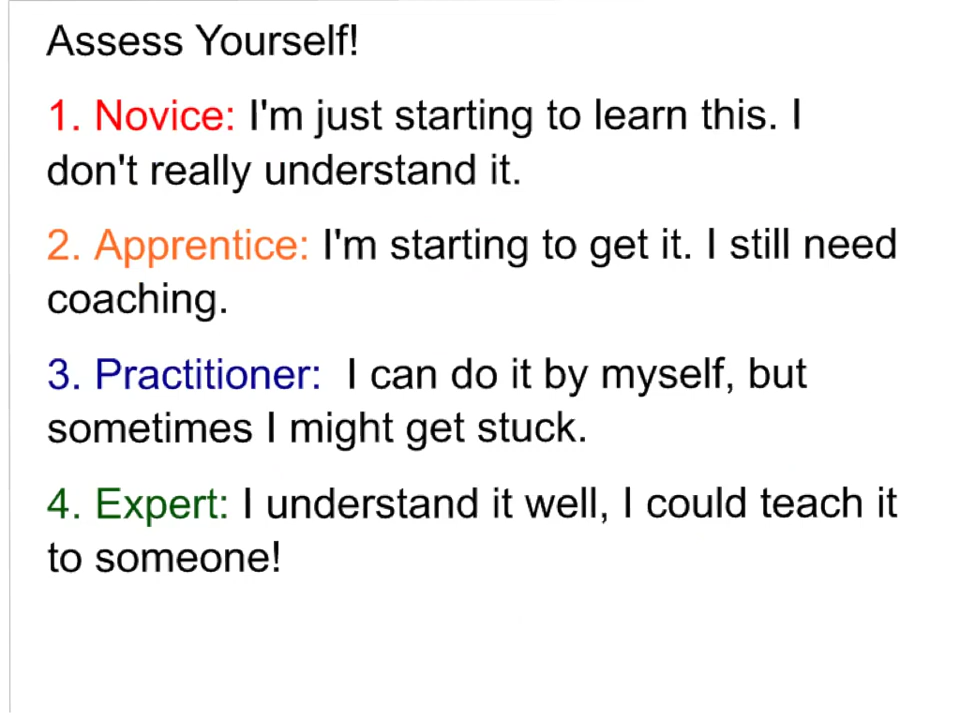 Assess Yourself!
1. Novice: I'm just starting to learn this. I
don't really understand it.
2. Apprentice: I'm starting to get it. I still need
coaching.
3. Practitioner:  I can do it by myself, but
sometimes I might get stuck.
4. Expert: I understand it well, I could teach it
to someone!